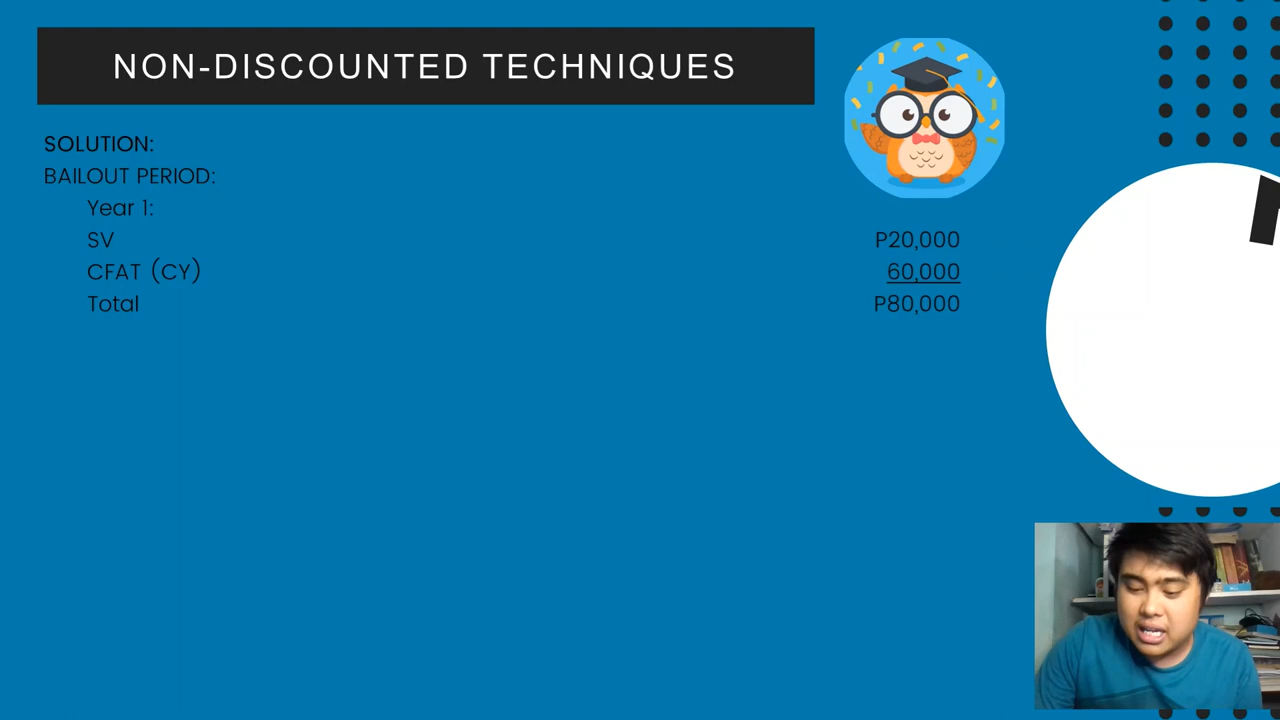 NON-DISCOUNTED TECHNIQUES
SOLUTION:
BAILOUT PERIOD:
Year 1:
SV P20,000
CFAT (CY) 60,000
Total P80,000